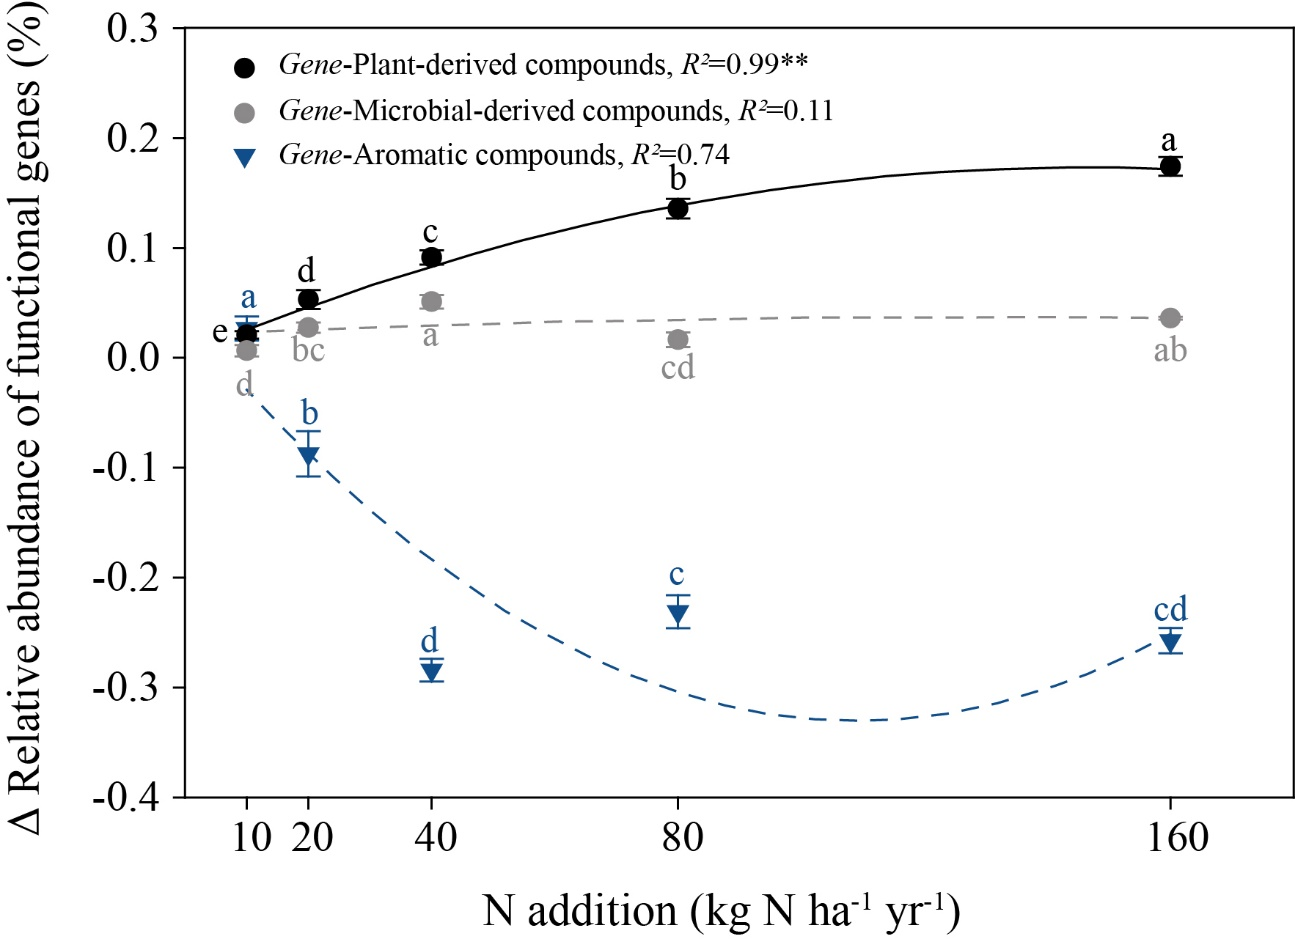 Δ Relative abundance of functional genes (%)
0.3
0.2
0.1
0.0
-0.1
-0.2
-0.3
-0.4
Gene-Plant-derived compounds, R²=0.99**
Gene-Microbial-derived compounds, R²=0.11
Gene-Aromatic compounds, R²=0.74
a
b
c
d
a
e
a
bc
cd
ab
d
b
c
cd
d
10 20 40 80 160
N addition (kg N ha⁻¹ yr⁻¹)